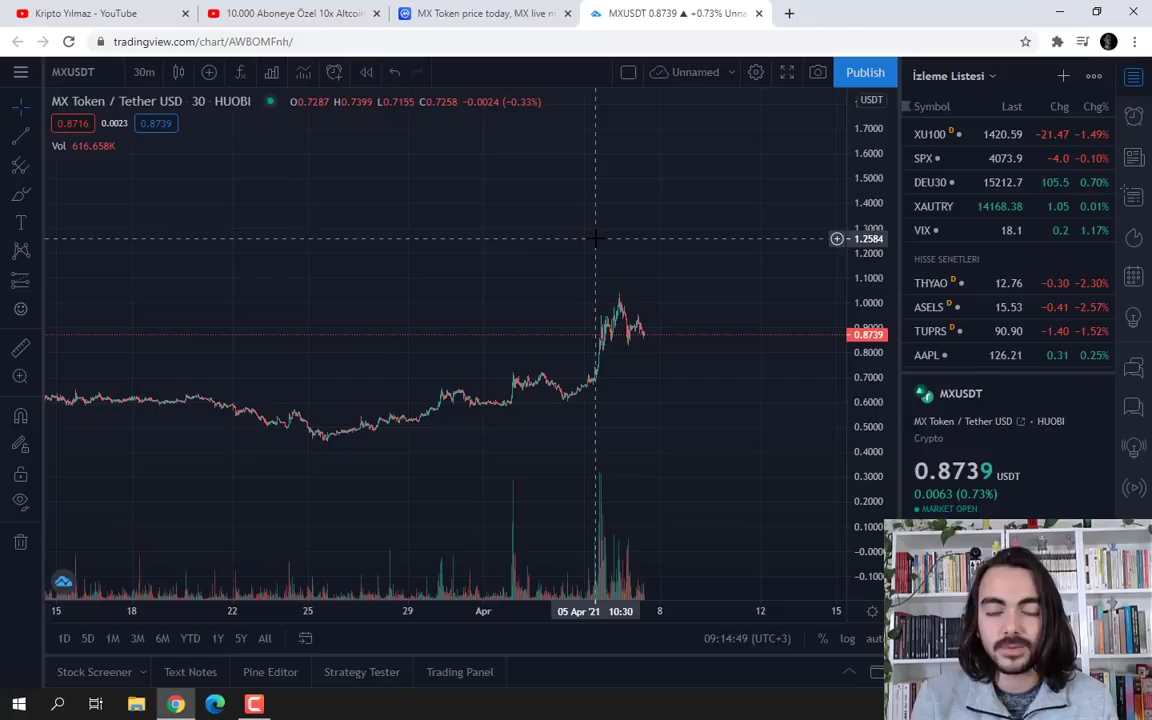 Kripto Yılmaz - YouTube
10.000 Aboneye Özel 10x Altcoin
MX Token price today, MX live m
MXUSDT 0.8739 ▲ +0.73% Unna
tradingview.com/chart/AWBOMFnh/
MXUSDT
30m
Unnamed
Publish
İzleme Listesi
MX Token / Tether USD • 30 • HUOBI
O0.7287 H0.7399 L0.7155 C0.7258 −0.0024 (−0.33%)
USDT
0.8716
0.0023
0.8739
Vol 616.658K
Symbol Last Chg Chg%
XU100 D 1420.59 −21.47 −1.49%
SPX 4073.9 −4.0 −0.10%
DEU30 15212.7 105.5 0.70%
XAUTRY 14168.38 1.05 0.01%
VIX 18.1 0.2 1.17%
HISSE SENETLERI
THYAO D 12.76 −0.30 −2.30%
ASELS D 15.53 −0.41 −2.57%
TUPRS D 90.90 −1.40 −1.52%
AAPL 126.21 0.31 0.25%
MXUSDT
MX Token / Tether USD • HUOBI
Crypto
0.8739 USDT
0.0063 (0.73%)
MARKET OPEN
1.7000
1.6000
1.5000
1.4000
1.3000
1.2584
1.2000
1.1000
1.0000
0.9000
0.8739
0.8000
0.7000
0.6000
0.5000
0.4000
0.3000
0.2000
0.1000
−0.0000
−0.1000
15 18 22 25 29 Apr 05 Apr '21 10:30 8 12 15
1D 5D 1M 3M 6M YTD 1Y 5Y All
09:14:49 (UTC+3) % log
Stock Screener Text Notes Pine Editor Strategy Tester Trading Panel